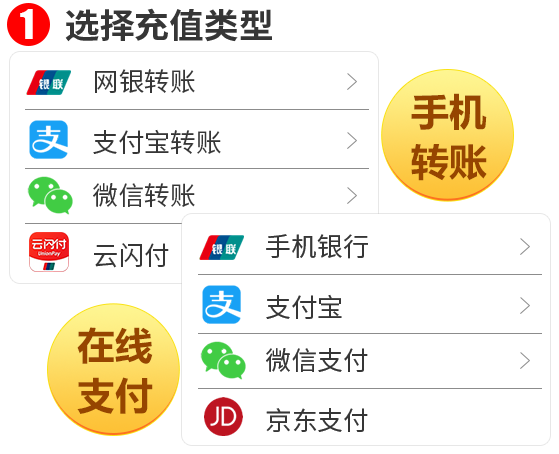 1 选择充值类型
银联 网银转账
支 支付宝转账
微信转账
云闪付 UnionPay 云闪付
手机
转账
银联 手机银行
支 支付宝
微信支付
JD 京东支付
在线
支付